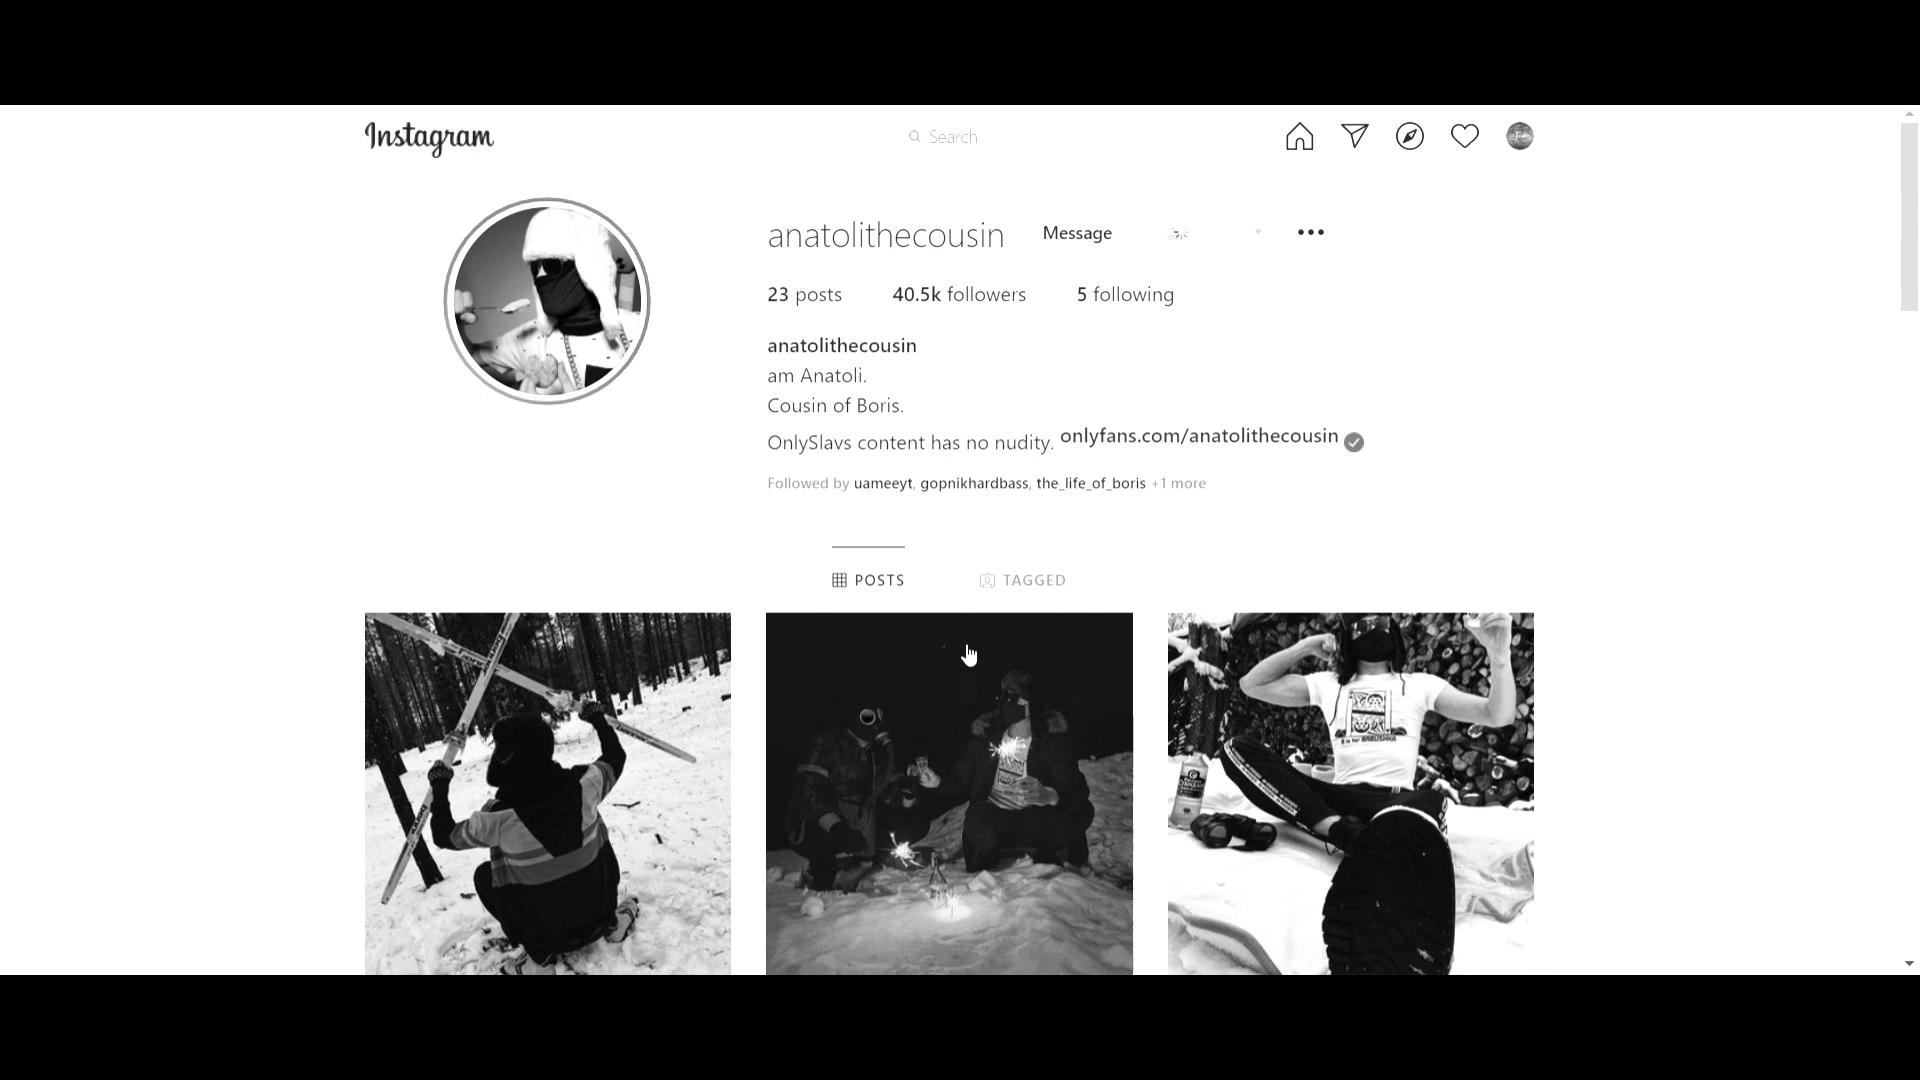 Instagram
Search
anatolithecousin Message
23 posts 40.5k followers 5 following
anatolithecousin
am Anatoli.
Cousin of Boris.
OnlySlavs content has no nudity. onlyfans.com/anatolithecousin
Followed by uameeyt, gopnikhardbass, the_life_of_boris +1 more
POSTS TAGGED